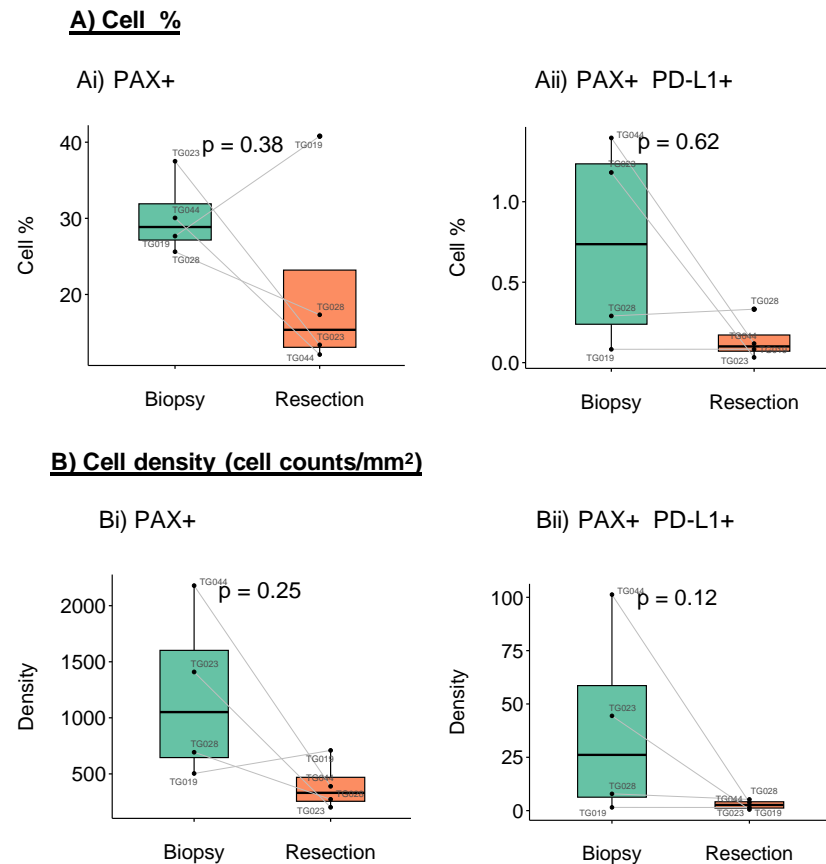 A) Cell %
Ai) PAX+
Aii) PAX+ PD-L1+
Cell %
40
30
20
p = 0.38
TG023
TG044
TG019
TG028
TG019
TG028
TG023
TG044
Biopsy
Resection
Cell %
1.0
0.5
0.0
p = 0.62
TG044
TG023
TG028
TG019
TG028
TG044
TG019
TG023
Biopsy
Resection
B) Cell density (cell counts/mm²)
Bi) PAX+
Bii) PAX+ PD-L1+
Density
2000
1500
1000
500
p = 0.25
TG044
TG023
TG028
TG019
TG019
TG044
TG028
TG023
Biopsy
Resection
Density
100
75
50
25
0
p = 0.12
TG044
TG023
TG028
TG019
TG028
TG044
TG023
TG019
Biopsy
Resection